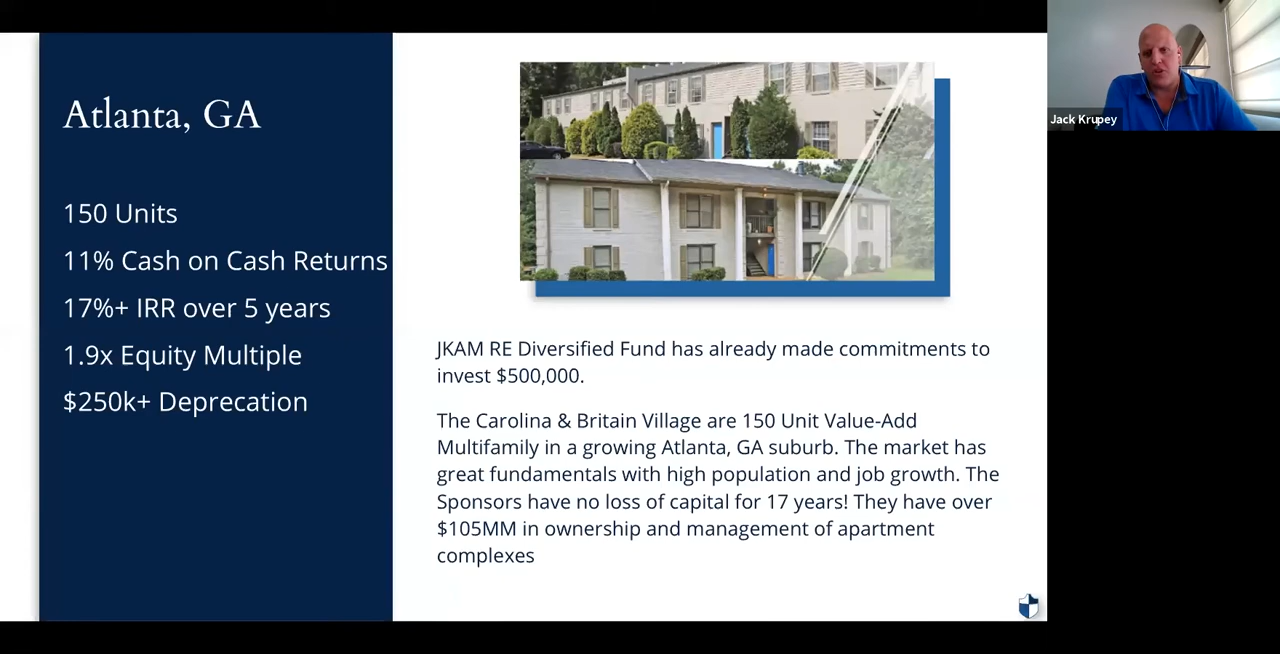 Atlanta, GA
150 Units
11% Cash on Cash Returns
17%+ IRR over 5 years
1.9x Equity Multiple
$250k+ Deprecation
JKAM RE Diversified Fund has already made commitments to
invest $500,000.
The Carolina & Britain Village are 150 Unit Value-Add
Multifamily in a growing Atlanta, GA suburb. The market has
great fundamentals with high population and job growth. The
Sponsors have no loss of capital for 17 years! They have over
$105MM in ownership and management of apartment
complexes
Jack Krupey